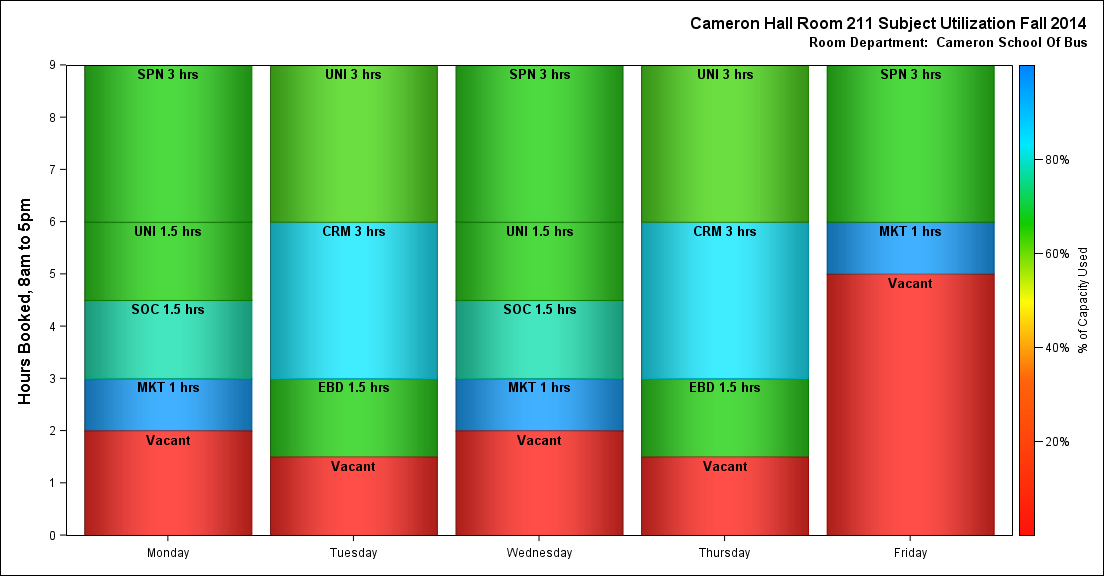 Cameron Hall Room 211 Subject Utilization Fall 2014
Room Department:  Cameron School Of Bus
Hours Booked, 8am to 5pm
9
8
7
6
5
4
3
2
1
0
SPN 3 hrs
UNI 1.5 hrs
SOC 1.5 hrs
MKT 1 hrs
Vacant
UNI 3 hrs
CRM 3 hrs
EBD 1.5 hrs
Vacant
SPN 3 hrs
UNI 1.5 hrs
SOC 1.5 hrs
MKT 1 hrs
Vacant
UNI 3 hrs
CRM 3 hrs
EBD 1.5 hrs
Vacant
SPN 3 hrs
MKT 1 hrs
Vacant
Monday
Tuesday
Wednesday
Thursday
Friday
80%
60%
40%
20%
% of Capacity Used